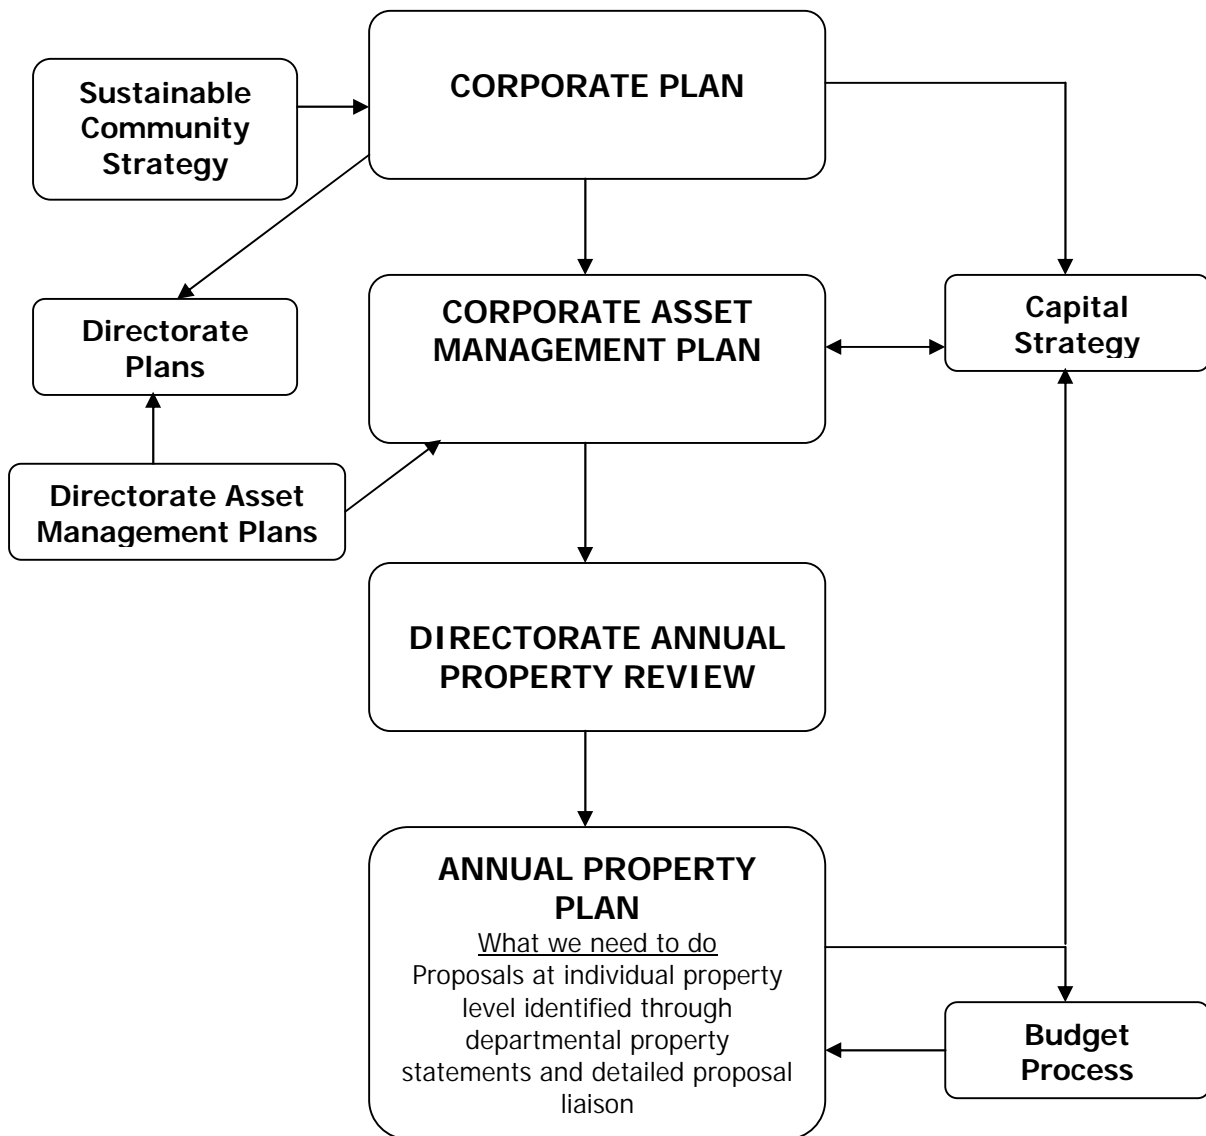 CORPORATE PLAN
Sustainable
Community
Strategy
CORPORATE ASSET
MANAGEMENT PLAN
Capital
Strategy
Directorate
Plans
Directorate Asset
Management Plans
DIRECTORATE ANNUAL
PROPERTY REVIEW
ANNUAL PROPERTY
PLAN
What we need to do
Proposals at individual property
level identified through
departmental property
statements and detailed proposal
liaison
Budget
Process